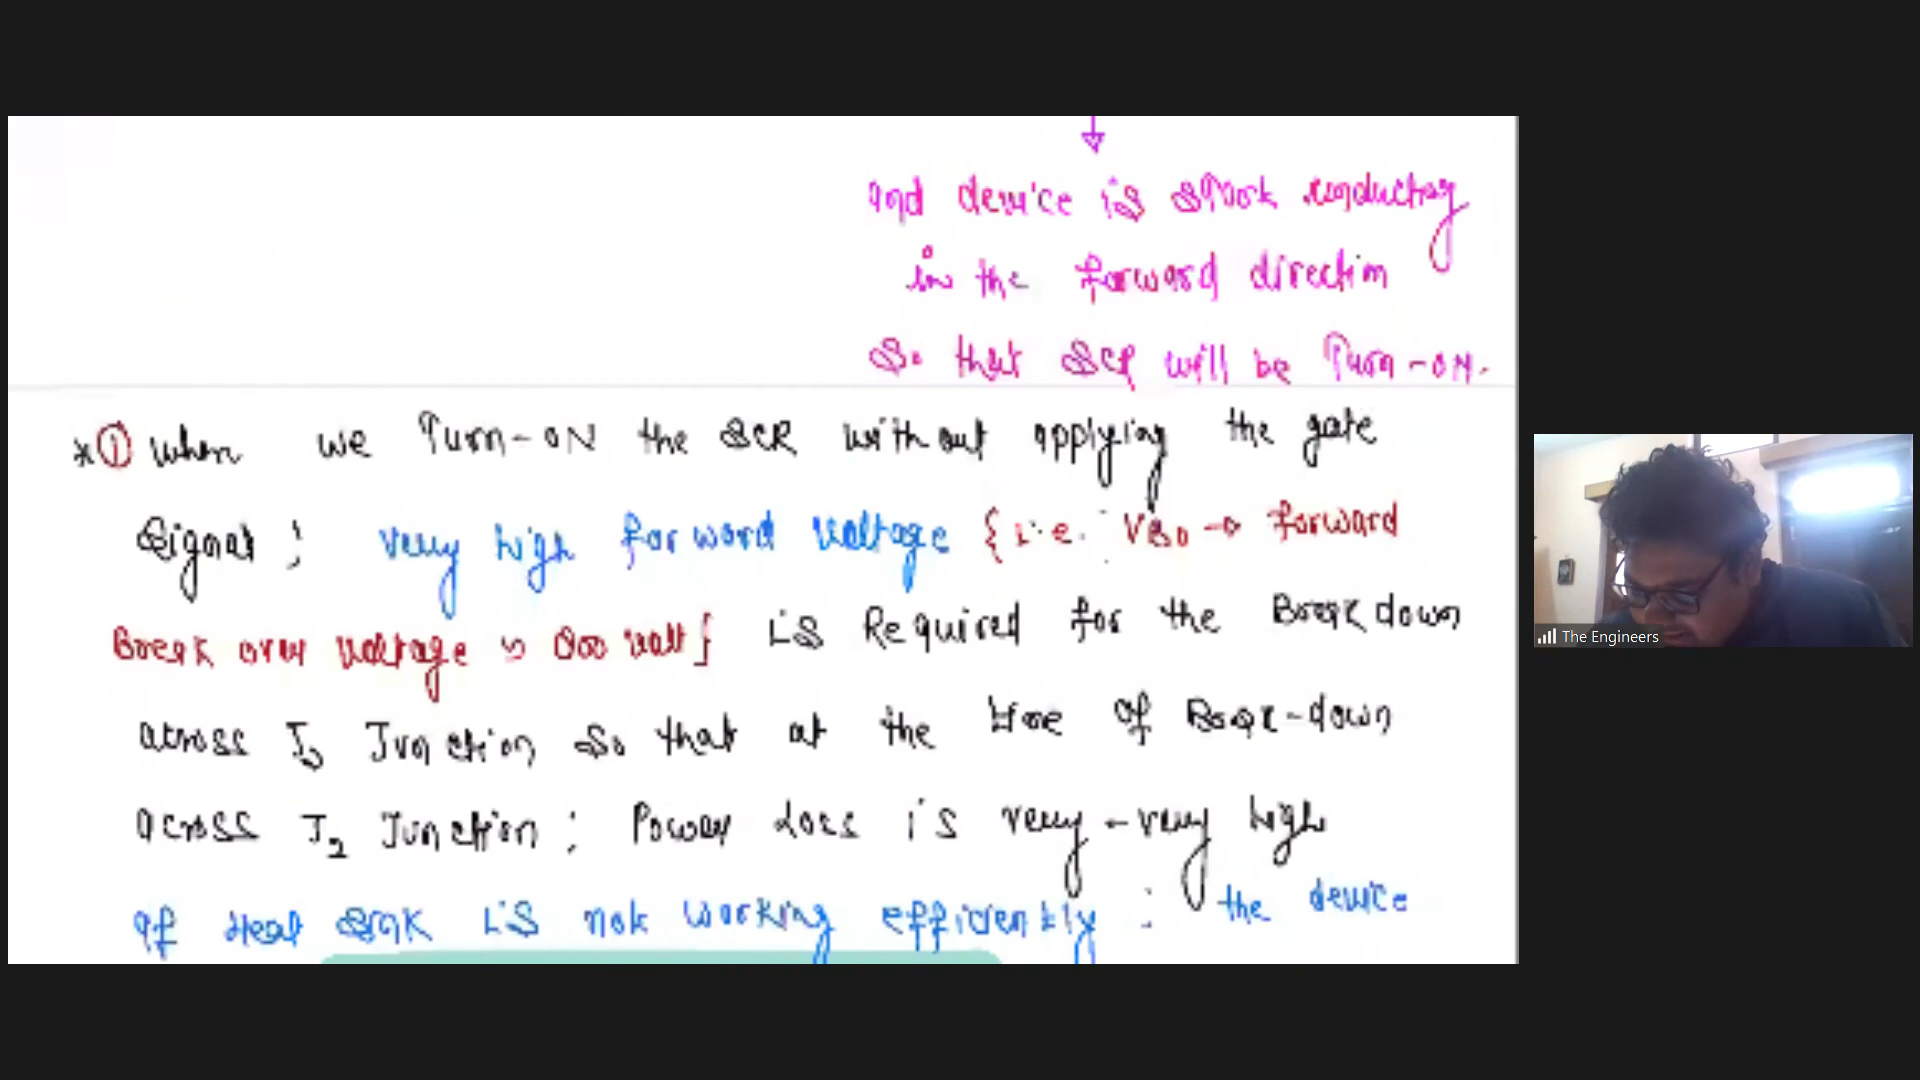 and device is start conducting
in the forward direction
So that SCR will be Turn-ON.
*① When we Turn-ON the SCR without applying the gate
Signal; very high forward voltage {i.e. VBO → forward
Break over voltage 800 volt} is Required for the Breakdown
across J2 Junction so that at the time of Break-down
across J2 Junction; Power loss is very-very high
if Heat sink is not working efficiently; the device
The Engineers